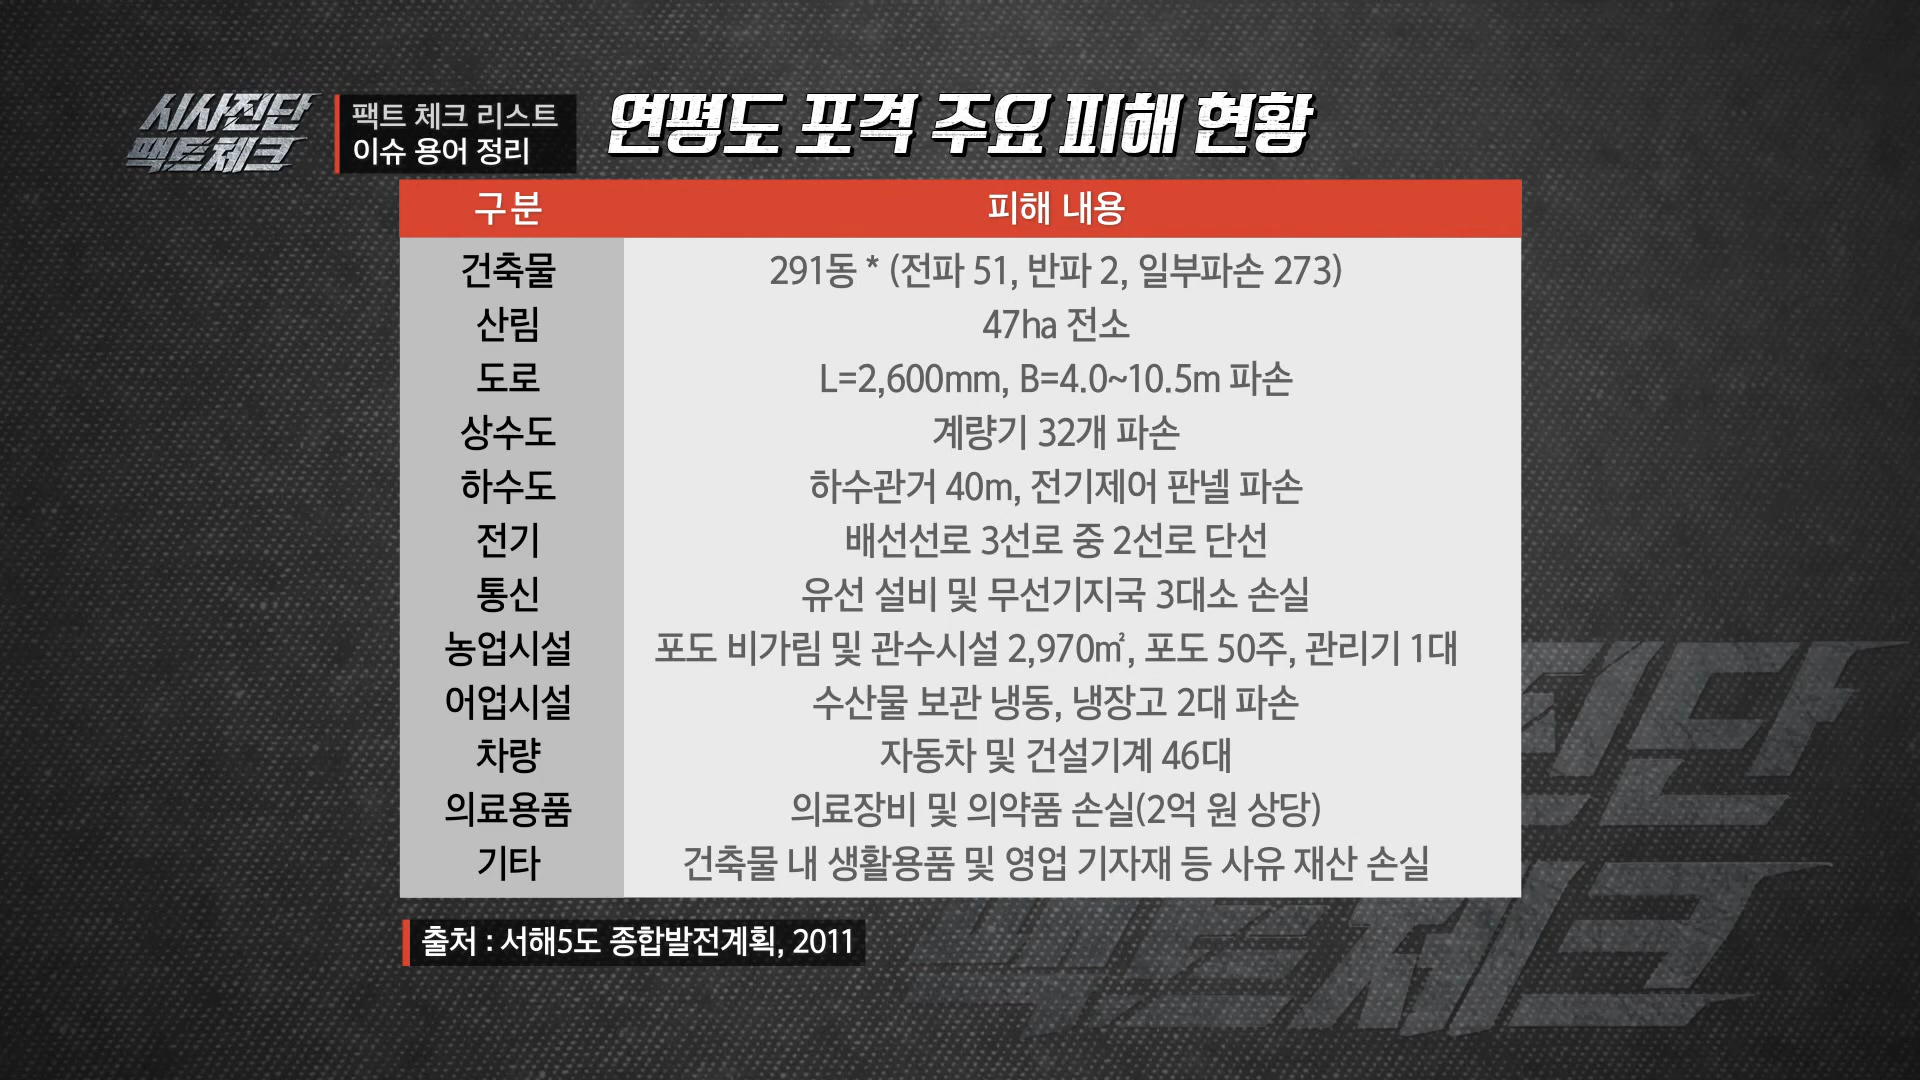 시사진단
팩트체크
팩트 체크 리스트
이슈 용어 정리
연평도 포격 주요 피해 현황
구분 피해 내용
건축물 291동 * (전파 51, 반파 2, 일부파손 273)
산림 47ha 전소
도로 L=2,600mm, B=4.0~10.5m 파손
상수도 계량기 32개 파손
하수도 하수관거 40m, 전기제어 판넬 파손
전기 배선선로 3선로 중 2선로 단선
통신 유선 설비 및 무선기지국 3대소 손실
농업시설 포도 비가림 및 관수시설 2,970㎡, 포도 50주, 관리기 1대
어업시설 수산물 보관 냉동, 냉장고 2대 파손
차량 자동차 및 건설기계 46대
의료용품 의료장비 및 의약품 손실(2억 원 상당)
기타 건축물 내 생활용품 및 영업 기자재 등 사유 재산 손실
출처 : 서해5도 종합발전계획, 2011
진단
팩트체크